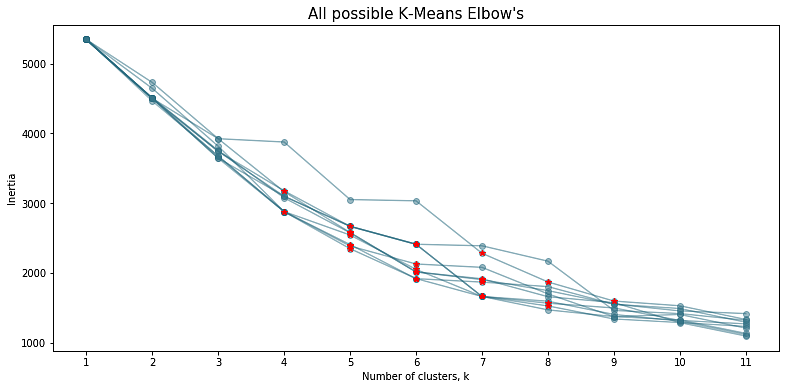 All possible K-Means Elbow's
5000
4000
3000
2000
1000
Inertia
1 2 3 4 5 6 7 8 9 10 11
Number of clusters, k